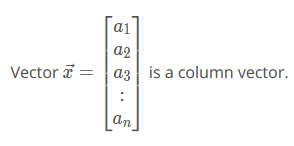 a1
a2
Vector x⃗ = a3 is a column vector.
:
an